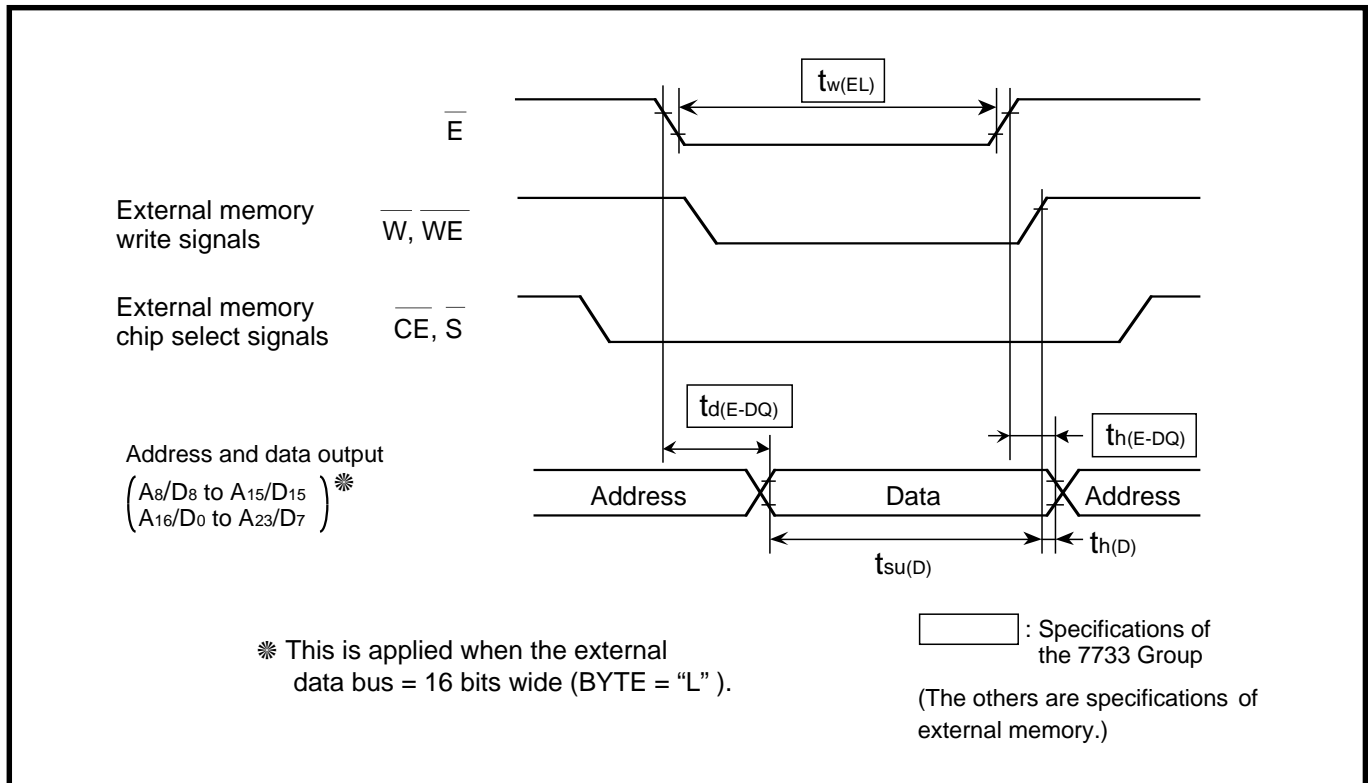 tw(EL)
E
External memory
write signals
W, WE
External memory
chip select signals
CE, S
td(E-DQ)
th(E-DQ)
Address and data output
A8/D8 to A15/D15
A16/D0 to A23/D7
※
Address
Data
Address
tsu(D)
th(D)
※ This is applied when the external
data bus = 16 bits wide (BYTE = “L” ).
: Specifications of
the 7733 Group
(The others are specifications of
external memory.)